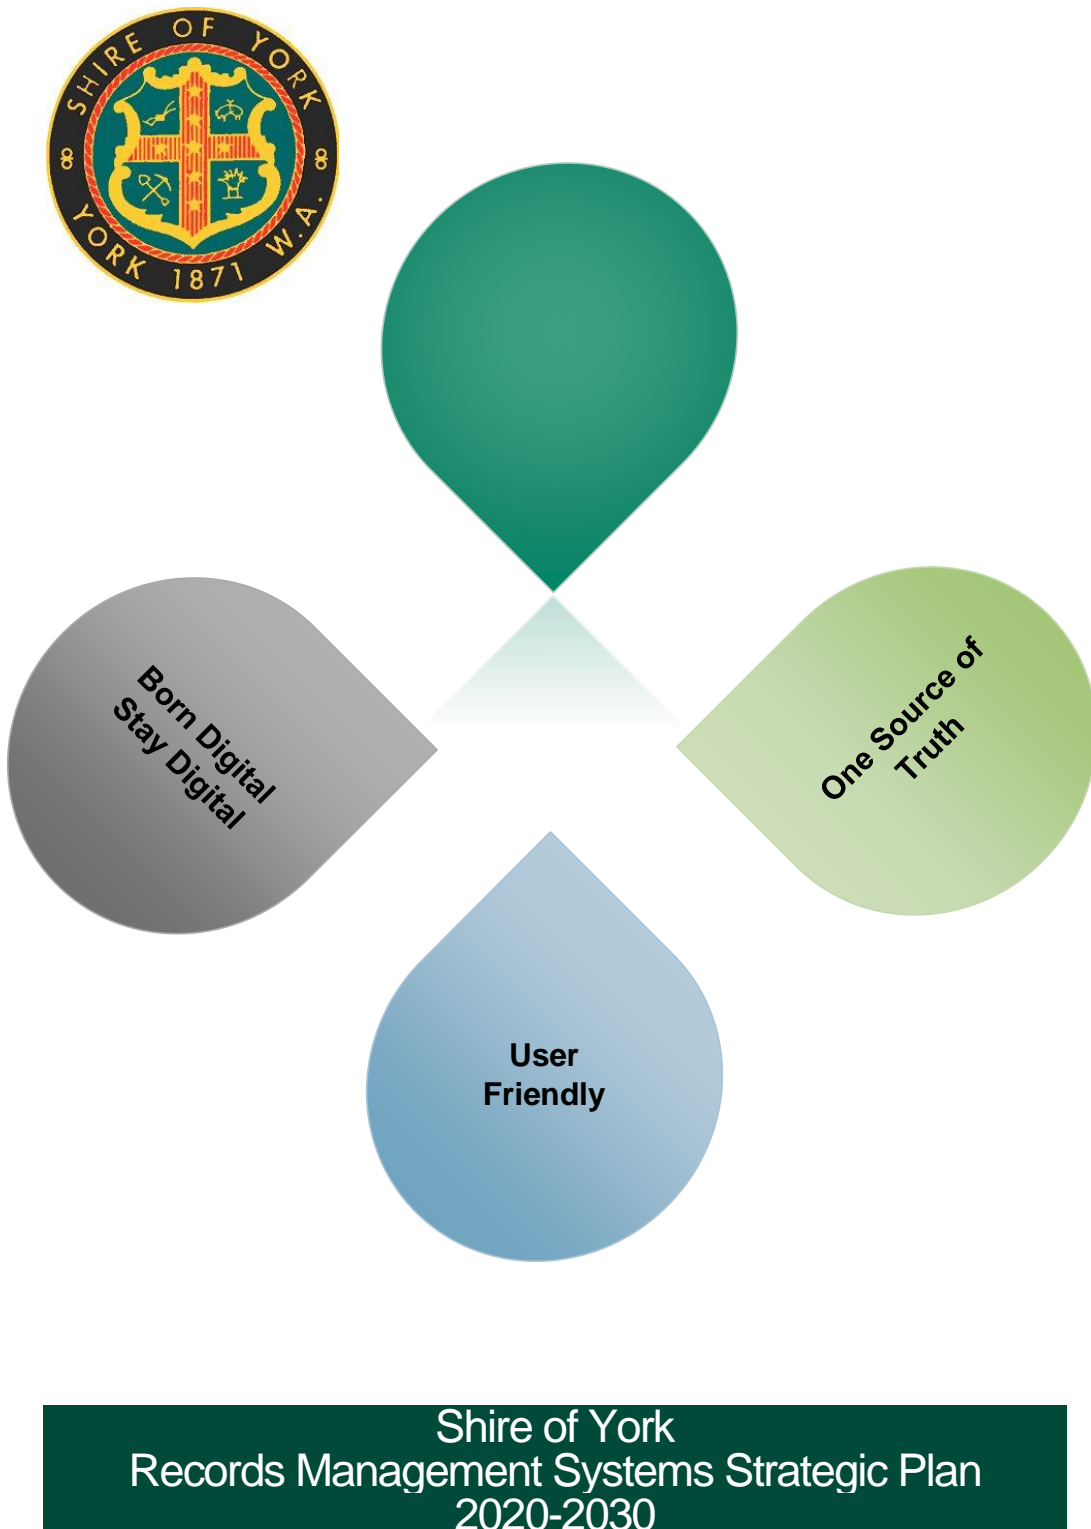 SHIRE OF YORK
YORK 1871 W.A.
Born Digital
Stay Digital
One Source of
Truth
User
Friendly
Shire of York
Records Management Systems Strategic Plan
2020-2030